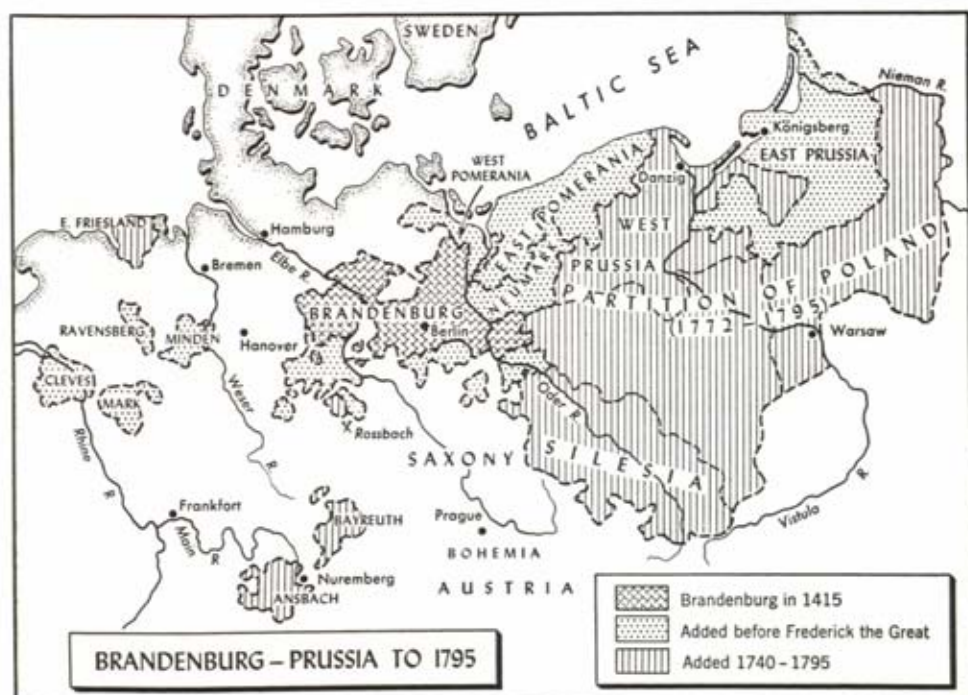 SWEDEN
DENMARK
BALTIC SEA
Nieman R.
Königsberg
EAST PRUSSIA
WEST
POMERANIA
Danzig
EAST POMERANIA
E. FRIESLAND
Hamburg
Elbe R.
Bremen
WEST
PRUSSIA
NEUMARK
PARTITION OF POLAND
1772-1795
BRANDENBURG
Berlin
RAVENSBERG
MINDEN
Hanover
Warsaw
CLEVES
MARK
Weser
R.
Rossbach
Oder R.
SILESIA
SAXONY
Rhine
R
Frankfort
Main
R
BAYREUTH
Prague
BOHEMIA
Vistula
R
Nuremberg
ANSBACH
AUSTRIA
BRANDENBURG – PRUSSIA TO 1795
Brandenburg in 1415
Added before Frederick the Great
Added 1740 - 1795